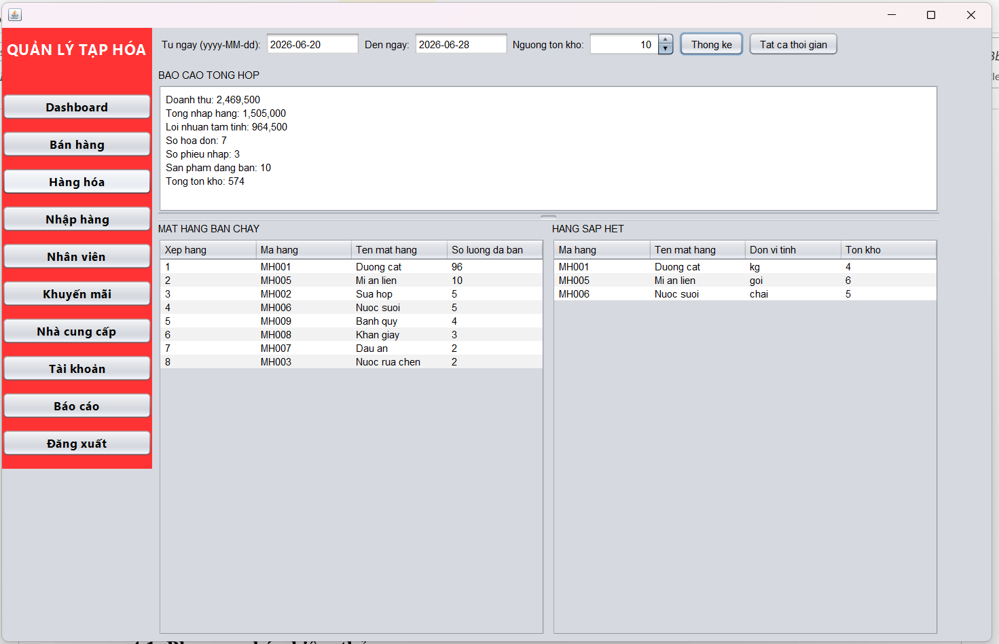 QUẢN LÝ TẠP HÓA
Dashboard
Bán hàng
Hàng hóa
Nhập hàng
Nhân viên
Khuyến mãi
Nhà cung cấp
Tài khoản
Báo cáo
Đăng xuất
Tu ngay (yyyy-MM-dd): 2026-06-20 Den ngay: 2026-06-28 Nguong ton kho: 10 Thong ke Tat ca thoi gian
BAO CAO TONG HOP
Doanh thu: 2,469,500
Tong nhap hang: 1,505,000
Loi nhuan tam tinh: 964,500
So hoa don: 7
So phieu nhap: 3
San pham dang ban: 10
Tong ton kho: 574
MAT HANG BAN CHAY
Xep hang Ma hang Ten mat hang So luong da ban
1 MH001 Duong cat 96
2 MH005 Mi an lien 10
3 MH002 Sua hop 5
4 MH006 Nuoc suoi 5
5 MH009 Banh quy 4
6 MH008 Khan giay 3
7 MH007 Dau an 2
8 MH003 Nuoc rua chen 2
HANG SAP HET
Ma hang Ten mat hang Don vi tinh Ton kho
MH001 Duong cat kg 4
MH005 Mi an lien goi 6
MH006 Nuoc suoi chai 5